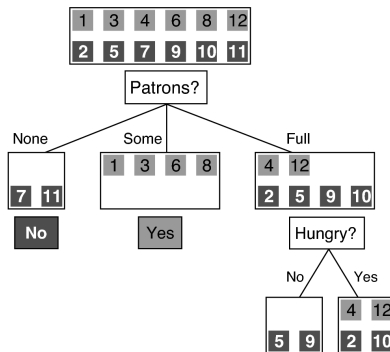 1 3 4 6 8 12
2 5 7 9 10 11
Patrons?
None Some Full
1 3 6 8 4 12
7 11 2 5 9 10
No Yes Hungry?
No Yes
4 12
5 9 2 10